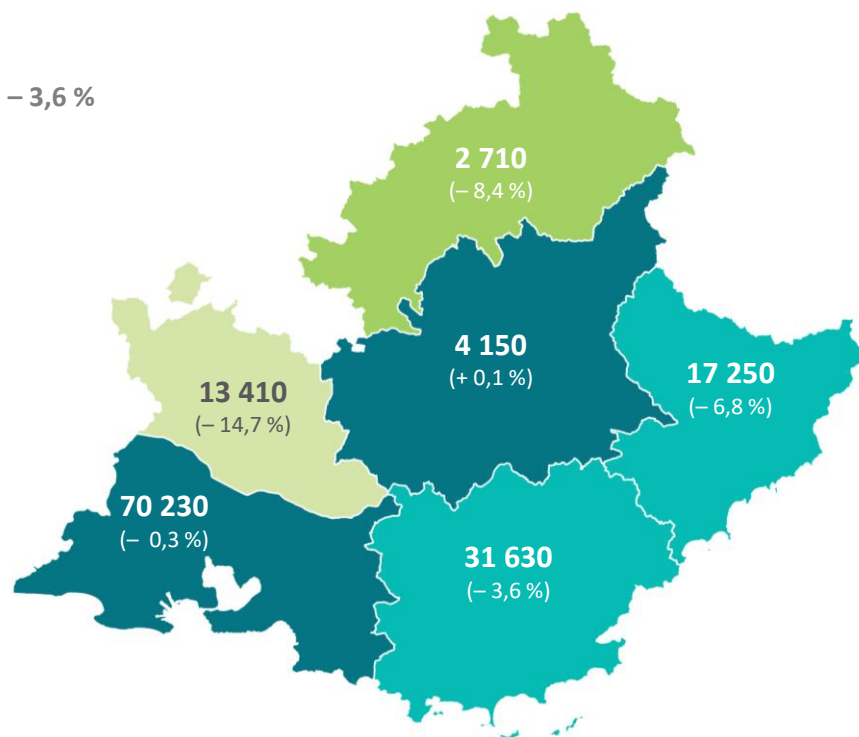 – 3,6 %
2 710
(– 8,4 %)
4 150
(+ 0,1 %)
17 250
(– 6,8 %)
13 410
(– 14,7 %)
70 230
(–  0,3 %)
31 630
(– 3,6 %)